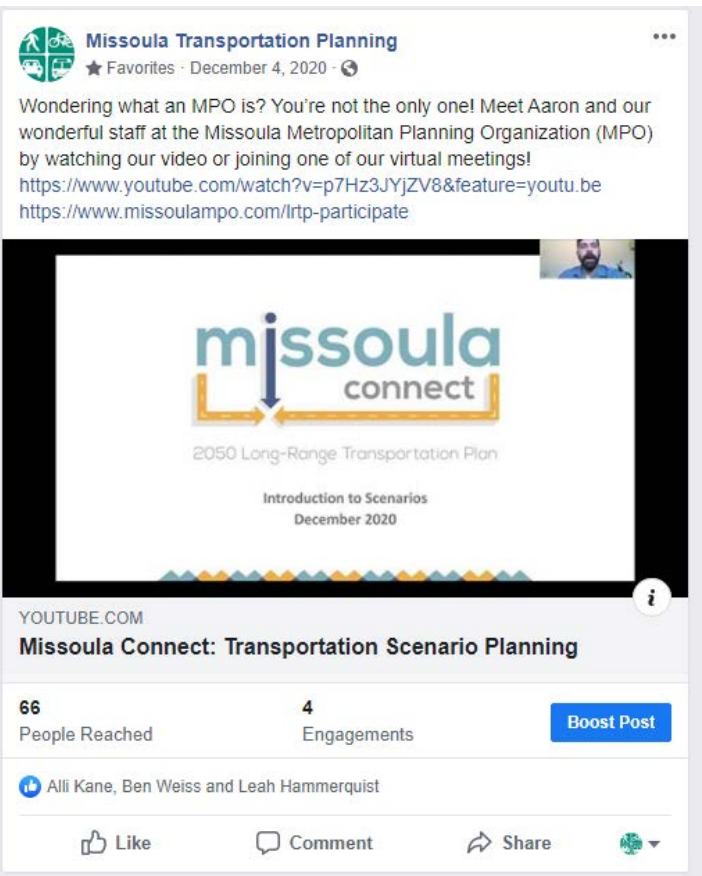 Missoula Transportation Planning
Favorites · December 4, 2020 ·
Wondering what an MPO is? You're not the only one! Meet Aaron and our
wonderful staff at the Missoula Metropolitan Planning Organization (MPO)
by watching our video or joining one of our virtual meetings!
https://www.youtube.com/watch?v=p7Hz3JYjZV8&feature=youtu.be
https://www.missoulampo.com/lrtp-participate
missoula
connect
2050 Long-Range Transportation Plan
Introduction to Scenarios
December 2020
i
YOUTUBE.COM
Missoula Connect: Transportation Scenario Planning
66
People Reached
4
Engagements
Boost Post
Alli Kane, Ben Weiss and Leah Hammerquist
Like
Comment
Share